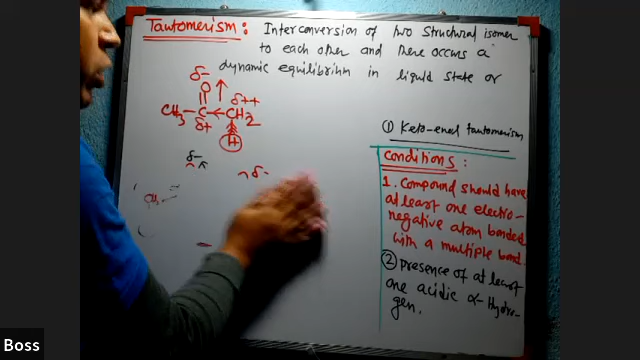 Tautomerism: Interconversion of two structural isomer
to each other and there occurs a
dynamic equilibrium in liquid state or
δ-
O
δ++
CH3 - C ← CH2
δ+
H
δ-
δ-
① Keto-enol tautomerism
Conditions:
1. Compound should have
at least one electro-
negative atom bonded
with a multiple bond
② Presence of at least
one acidic α-Hydro-
gen.
Boss